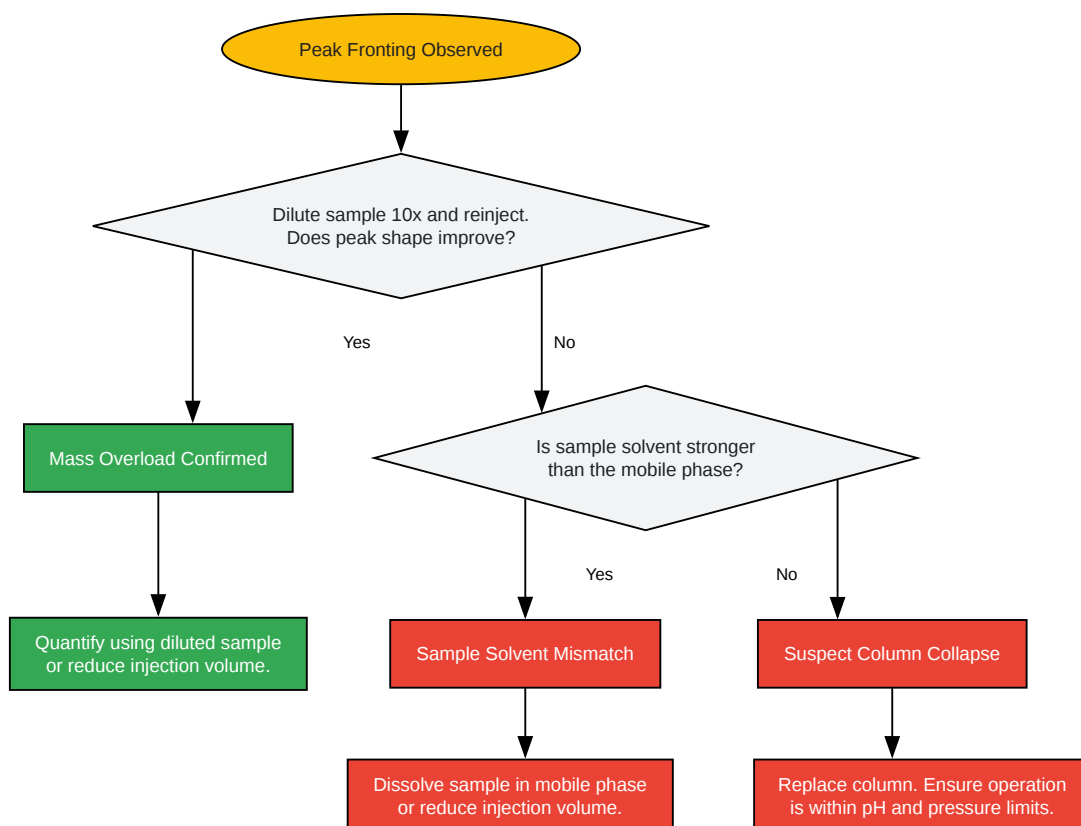 Peak Fronting Observed
Dilute sample 10x and reinject.
Does peak shape improve?
Yes
No
Mass Overload Confirmed
Is sample solvent stronger
than the mobile phase?
Yes
No
Quantify using diluted sample
or reduce injection volume.
Sample Solvent Mismatch
Suspect Column Collapse
Dissolve sample in mobile phase
or reduce injection volume.
Replace column. Ensure operation
is within pH and pressure limits.